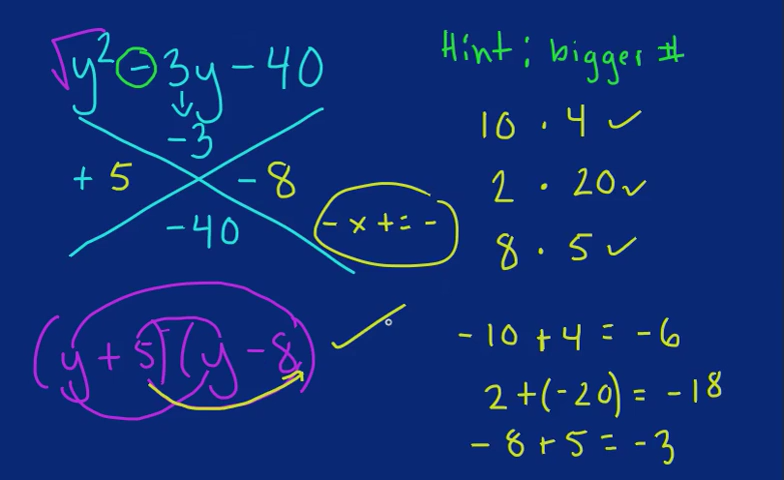 √y² - 3y - 40
-3
+ 5 - 8
-40
- x + = -
(y + 5)(y - 8)
Hint: bigger #
10 · 4 ✓
2 · 20 ✓
8 · 5 ✓
-10 + 4 = -6
2 + (-20) = -18
-8 + 5 = -3